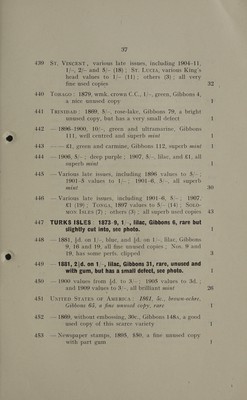 37
439 St. Vincent, various late issues, including 1904-11,
1/-, 2/- and 5/- (18); St. Lucia, various King's
head values to 1/- (11); others (3); all very
fine used copies 32
440 Tobago: 1879, wmk. crown C.C., 1/-, green, Gibbons 4,
a nice unused copy 1
441 Trinidad: 1869, 5/-, rose-lake, Gibbons 79, a bright
unused copy, but has a very small defect 1
442 — 1896-1900, 10/-, green and ultramarine, Gibbons
111, well centred and superb mint 1
443 —— £1, green and carmine, Gibbons 112, superb mint 1
444 — 1906, 5/-; deep purple; 1907, 5/-, lilac, and £1, all
superb mint
445 — Various late issues, including 1896 values to 5/-;
1901-3 values to 1/-; 1904-6, 5/-, all superb
mint 30
446 — Various late issues, including 1901-6, 5/-, 1907,
£1 (19); Tonga, 1897 values to 5/- (14); Solo-
mon Isles (7); others (3); all superb used copies 43
447 TURKS ISLES: 1873-9, 1/-, lilac, Gibbons 6, rare but
slightly cut into, see photo. 1
448 — 1881, ½d. on 1/-, blue, and ½d. on 1/-, lilac, Gibbons
9, 16 and 19, all fine unused copies; Nos. 9 and
19, has some perfs. clipped 3
449 — 1881, 2½d. on 1/-, lilac, Gibbons 31, rare, unused and
with gum, but has a small defect, see photo. 1
450 — 1900 values from ½d. to 3/-; 1905 values to 3d.;
and 1909 values to 3/-, all brilliant mint 26
451 United States of America: 1861, 5c., brown-ochre,
Gibbons 63, a fine unused copy, rare 1
452 — 1869, without embossing, 30c., Gibbons 148a, a good
used copy of this scarce variety 1
453 — Newspaper stamps, 1895, fine, a fine unused copy
with part gum 1